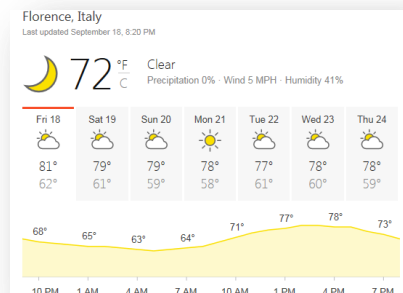 Florence, Italy
Last updated September 18, 8:20 PM
72 °F
C
Clear
Precipitation 0% · Wind 5 MPH · Humidity 41%
Fri 18 Sat 19 Sun 20 Mon 21 Tue 22 Wed 23 Thu 24
81° 79° 79° 78° 77° 78° 78°
62° 61° 59° 58° 61° 60° 59°
68° 65° 63° 64° 71° 77° 78° 73°
10 PM 1 AM 4 AM 7 AM 10 AM 1 PM 4 PM 7 PM